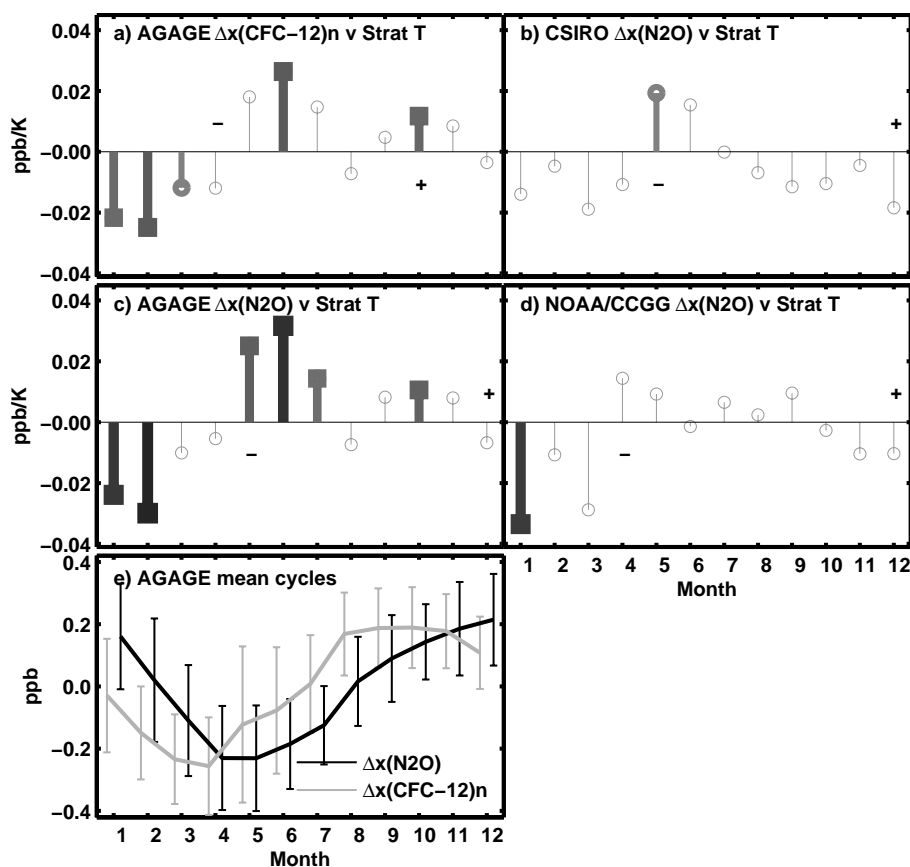 a) AGAGE Δx(CFC−12)n v Strat T
b) CSIRO Δx(N2O) v Strat T
0.04
0.02
−0.00
−0.02
−0.04
ppb/K
−
+
−
+
c) AGAGE Δx(N2O) v Strat T
d) NOAA/CCGG Δx(N2O) v Strat T
0.04
0.02
−0.00
−0.02
−0.04
ppb/K
−
+
−
+
1 2 3 4 5 6 7 8 9 10 11 12
Month
e) AGAGE mean cycles
0.4
0.2
0.0
−0.2
−0.4
ppb
Δx(N2O)
Δx(CFC−12)n
1 2 3 4 5 6 7 8 9 10 11 12
Month